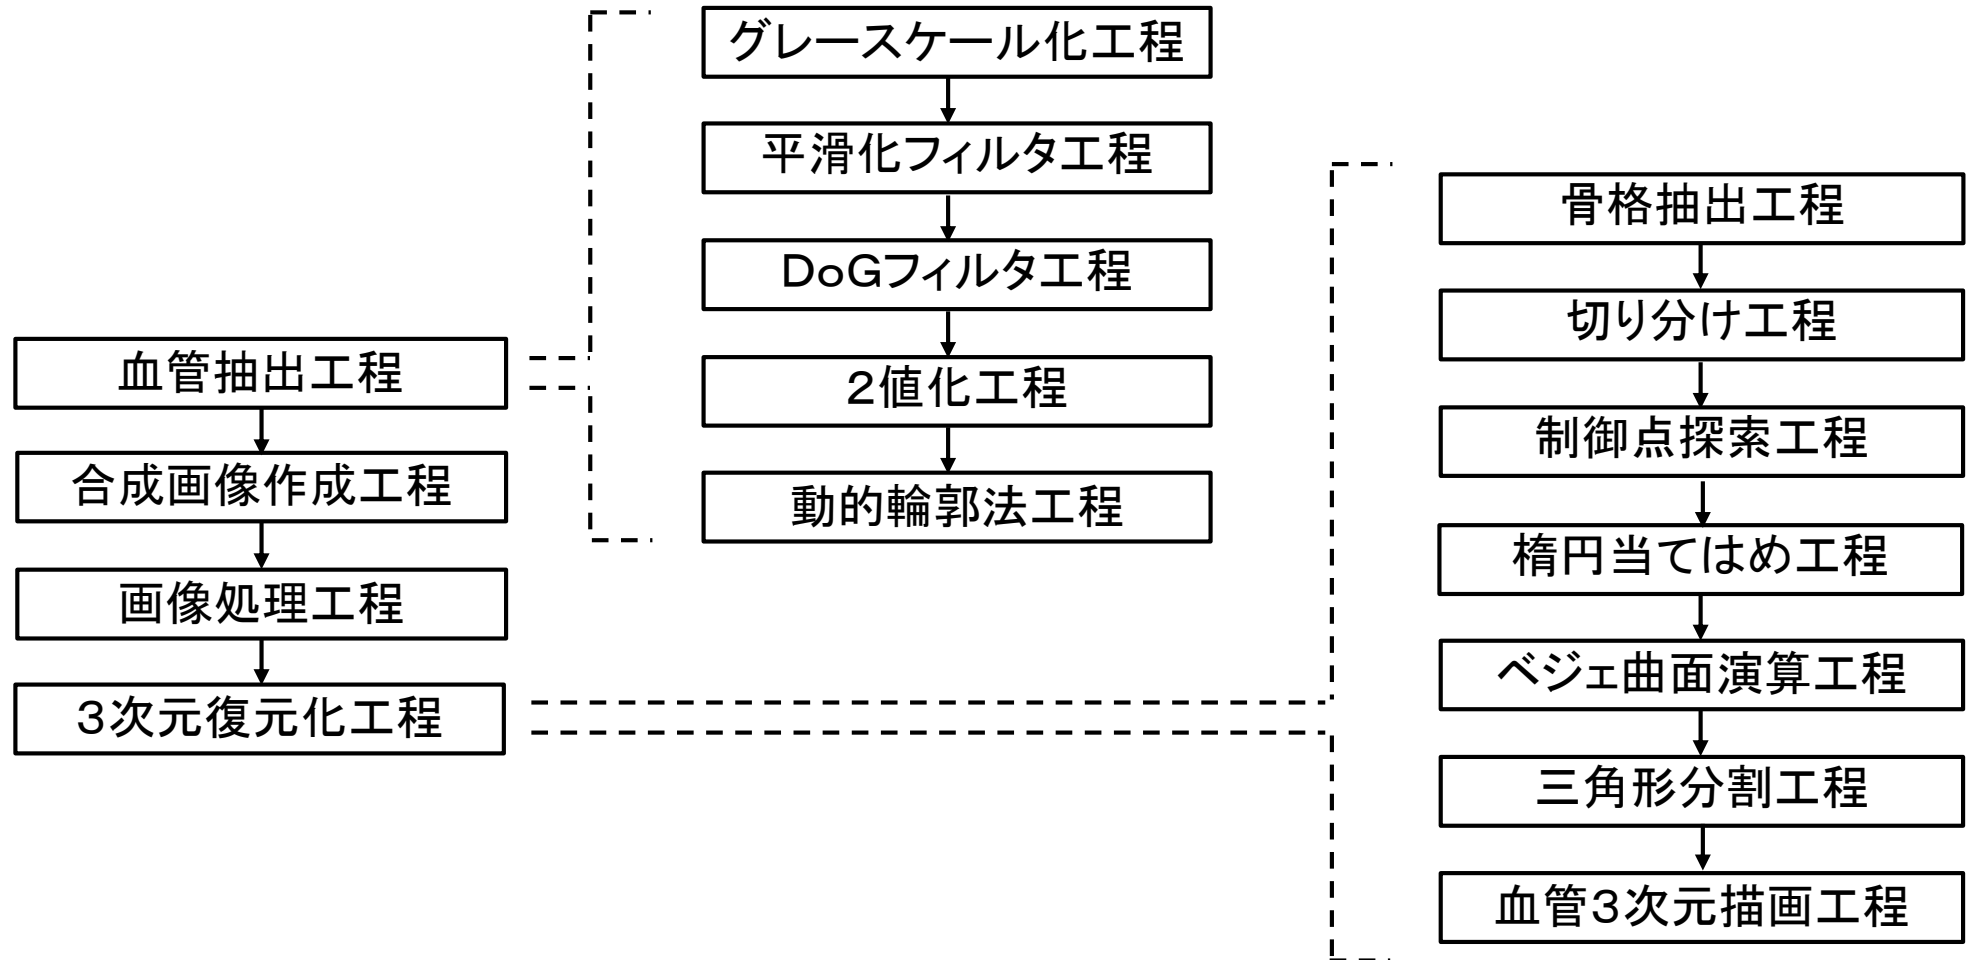 血管抽出工程
合成画像作成工程
画像処理工程
3次元復元化工程
グレースケール化工程
平滑化フィルタ工程
DoGフィルタ工程
2値化工程
動的輪郭法工程
骨格抽出工程
切り分け工程
制御点探索工程
楕円当てはめ工程
ベジェ曲面演算工程
三角形分割工程
血管3次元描画工程